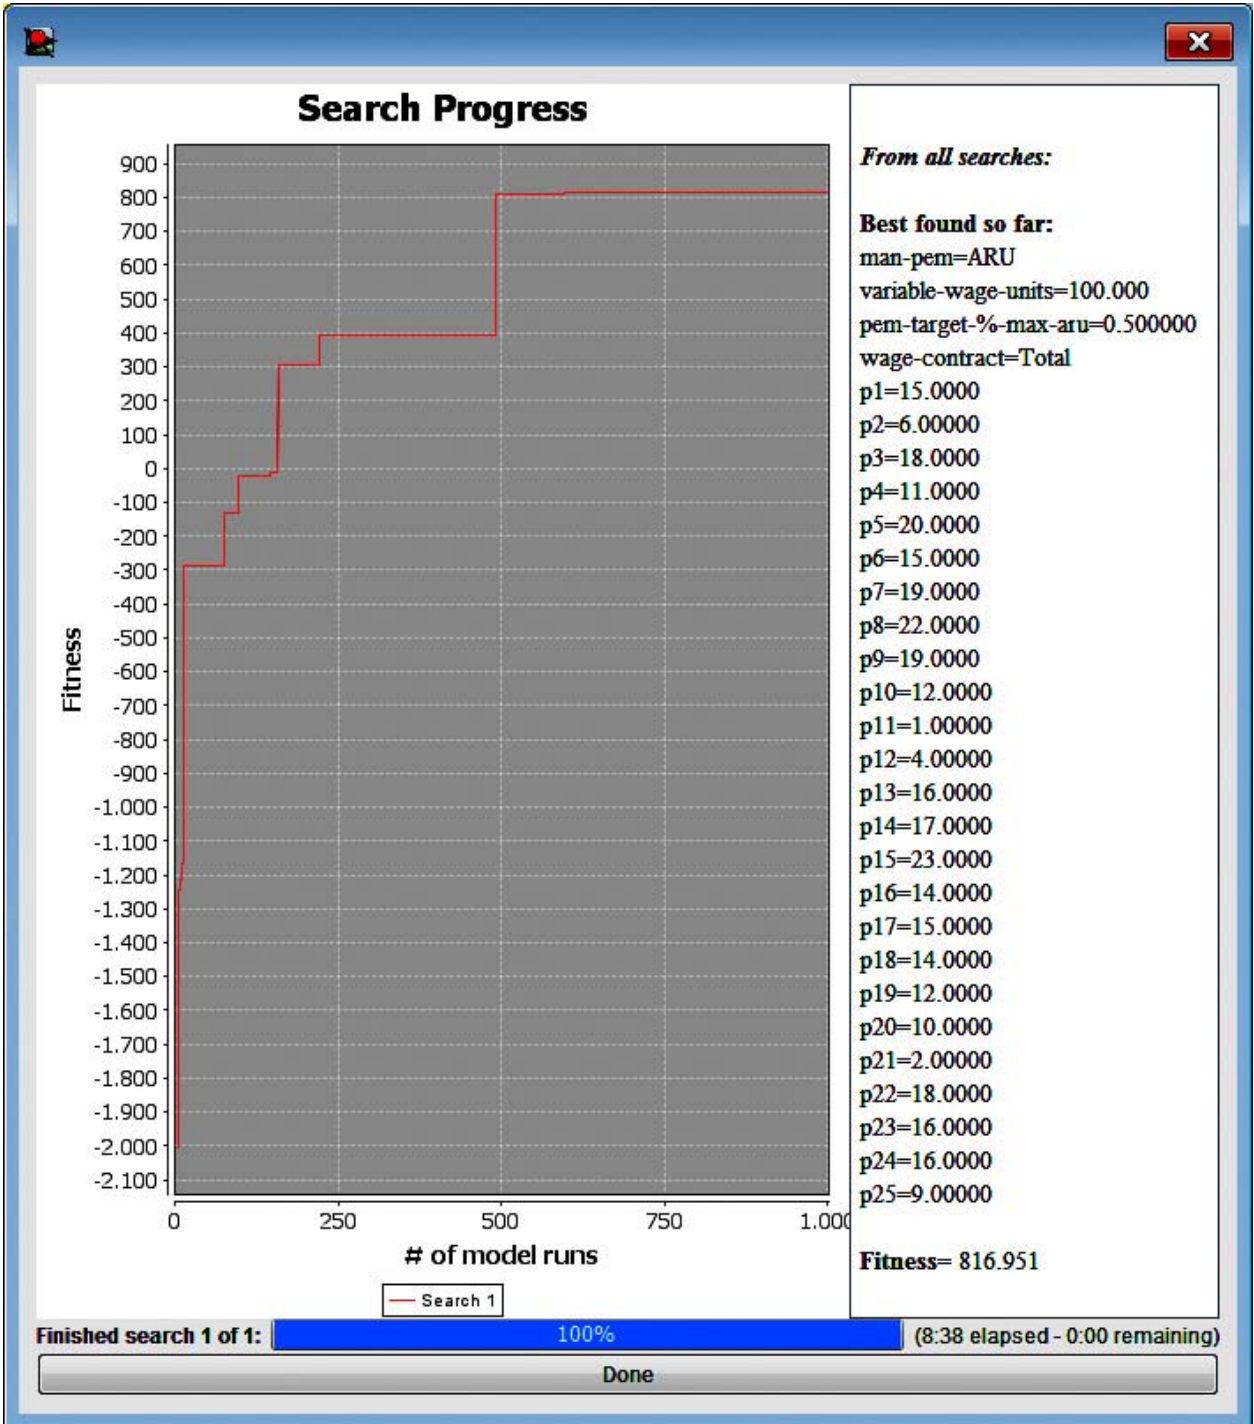 Search Progress
900
800
700
600
500
400
300
200
100
0
-100
-200
-300
-400
-500
-600
-700
-800
-900
-1.000
-1.100
-1.200
-1.300
-1.400
-1.500
-1.600
-1.700
-1.800
-1.900
-2.000
-2.100
Fitness
0 250 500 750 1.000
# of model runs
Search 1
From all searches:
Best found so far:
man-pem=ARU
variable-wage-units=100.000
pem-target-%-max-aru=0.500000
wage-contract=Total
p1=15.0000
p2=6.00000
p3=18.0000
p4=11.0000
p5=20.0000
p6=15.0000
p7=19.0000
p8=22.0000
p9=19.0000
p10=12.0000
p11=1.00000
p12=4.00000
p13=16.0000
p14=17.0000
p15=23.0000
p16=14.0000
p17=15.0000
p18=14.0000
p19=12.0000
p20=10.0000
p21=2.00000
p22=18.0000
p23=16.0000
p24=16.0000
p25=9.00000
Fitness= 816.951
Finished search 1 of 1: 100% (8:38 elapsed - 0:00 remaining)
Done